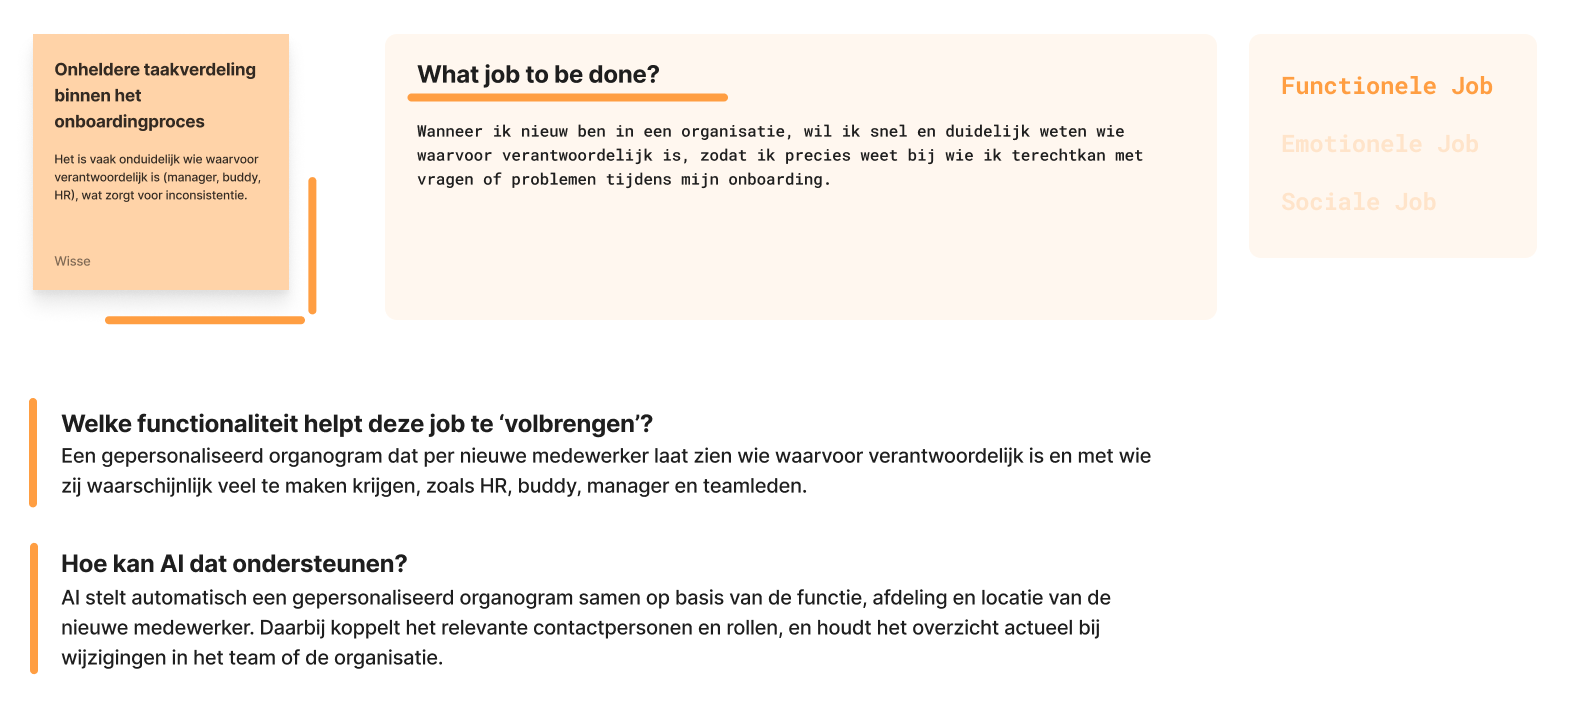 Onheldere taakverdeling
binnen het
onboardingproces
Het is vaak onduidelijk wie waarvoor
verantwoordelijk is (manager, buddy,
HR), wat zorgt voor inconsistentie.
Wisse
What job to be done?
Wanneer ik nieuw ben in een organisatie, wil ik snel en duidelijk weten wie
waarvoor verantwoordelijk is, zodat ik precies weet bij wie ik terechtkan met
vragen of problemen tijdens mijn onboarding.
Functionele Job
Emotionele Job
Sociale Job
Welke functionaliteit helpt deze job te ‘volbrengen’?
Een gepersonaliseerd organogram dat per nieuwe medewerker laat zien wie waarvoor verantwoordelijk is en met wie
zij waarschijnlijk veel te maken krijgen, zoals HR, buddy, manager en teamleden.
Hoe kan AI dat ondersteunen?
AI stelt automatisch een gepersonaliseerd organogram samen op basis van de functie, afdeling en locatie van de
nieuwe medewerker. Daarbij koppelt het relevante contactpersonen en rollen, en houdt het overzicht actueel bij
wijzigingen in het team of de organisatie.